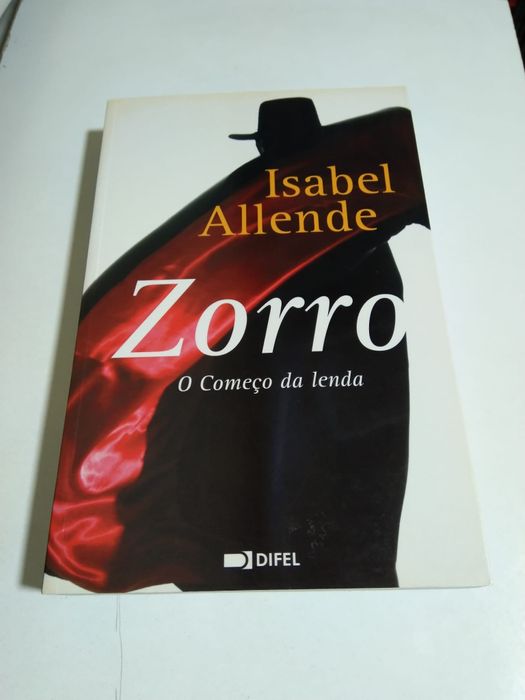 Isabel
Allende
Zorro
O Começo da lenda
DIFEL